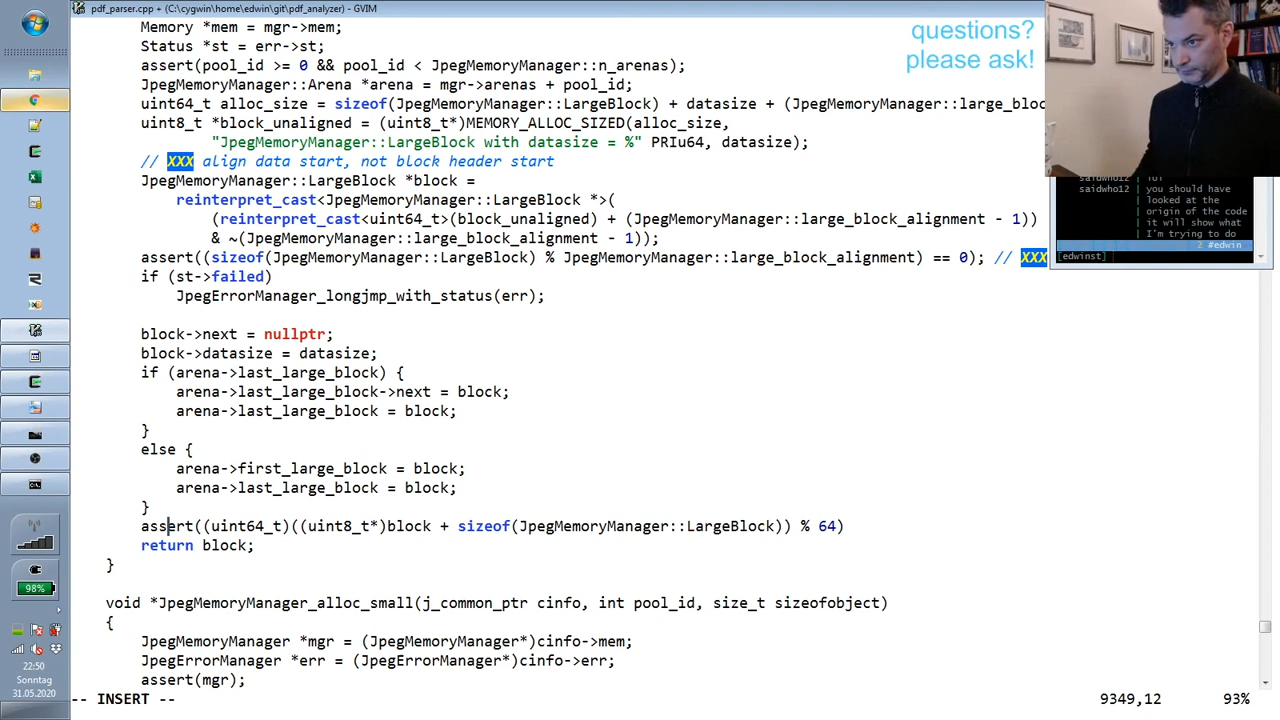 pdf_parser.cpp + (C:\cygwin\home\edwin\git\pdf_analyzer) - GVIM
Memory *mem = mgr->mem;
Status *st = err->st;
assert(pool_id >= 0 && pool_id < JpegMemoryManager::n_arenas);
JpegMemoryManager::Arena *arena = mgr->arenas + pool_id;
uint64_t alloc_size = sizeof(JpegMemoryManager::LargeBlock) + datasize + (JpegMemoryManager::large_bloc
uint8_t *block_unaligned = (uint8_t*)MEMORY_ALLOC_SIZED(alloc_size,
"JpegMemoryManager::LargeBlock with datasize = %" PRIu64, datasize);
// XXX align data start, not block header start
JpegMemoryManager::LargeBlock *block =
reinterpret_cast<JpegMemoryManager::LargeBlock *>(
(reinterpret_cast<uint64_t>(block_unaligned) + (JpegMemoryManager::large_block_alignment - 1))
& ~(JpegMemoryManager::large_block_alignment - 1));
assert((sizeof(JpegMemoryManager::LargeBlock) % JpegMemoryManager::large_block_alignment) == 0); // XXX
if (st->failed)
JpegErrorManager_longjmp_with_status(err);
block->next = nullptr;
block->datasize = datasize;
if (arena->last_large_block) {
arena->last_large_block->next = block;
arena->last_large_block = block;
}
else {
arena->first_large_block = block;
arena->last_large_block = block;
}
assert((uint64_t)((uint8_t*)block + sizeof(JpegMemoryManager::LargeBlock)) % 64)
return block;
}
void *JpegMemoryManager_alloc_small(j_common_ptr cinfo, int pool_id, size_t sizeofobject)
{
JpegMemoryManager *mgr = (JpegMemoryManager*)cinfo->mem;
JpegErrorManager *err = (JpegErrorManager*)cinfo->err;
assert(mgr);
-- INSERT --
9349,12
93%
questions?
please ask!
saidwho12 | you should have
| looked at the
| origin of the code
| it will show what
| I'm trying to do
2 #edwin
[edwinst]
98%
22:50
Sonntag
31.05.2020